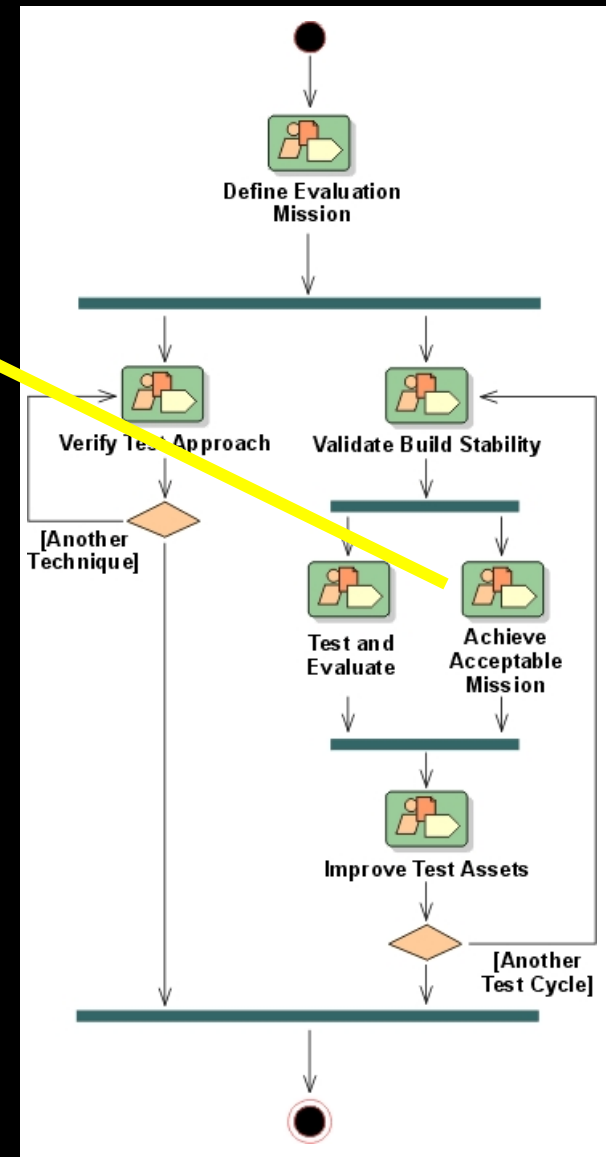 Define Evaluation
Mission
Verify Test Approach
Validate Build Stability
[Another
Technique]
Test and
Evaluate
Achieve
Acceptable
Mission
Improve Test Assets
[Another
Test Cycle]